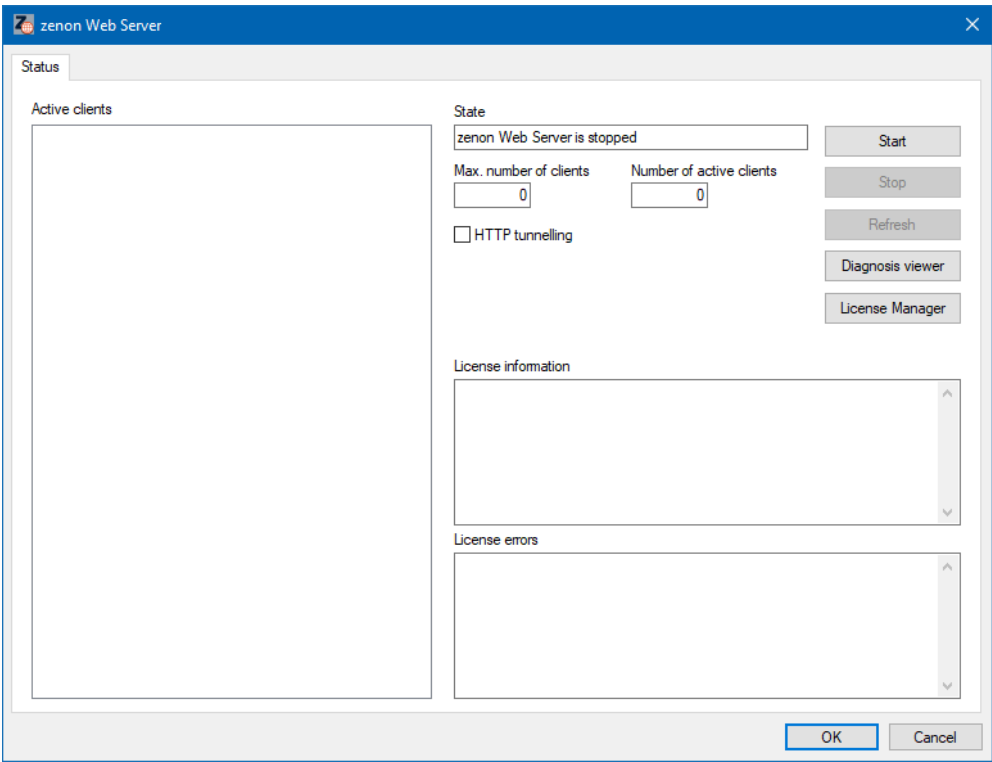 zenon Web Server
Status
Active clients
State
zenon Web Server is stopped
Start
Max. number of clients
Number of active clients
0
0
Stop
HTTP tunnelling
Refresh
Diagnosis viewer
License Manager
License information
License errors
OK
Cancel